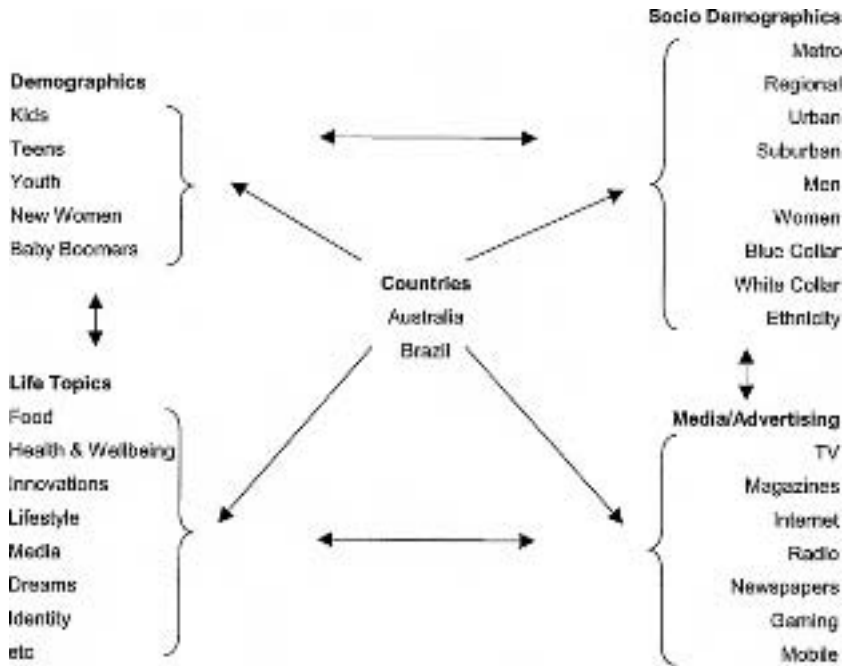 Socio Demographics
Metro
Regional
Urban
Suburban
Men
Women
Blue Collar
White Collar
Ethnicity
Demographics
Kids
Teens
Youth
New Women
Baby Boomers
Countries
Australia
Brazil
Life Topics
Food
Health & Wellbeing
Innovations
Lifestyle
Media
Dreams
Identity
etc
Media/Advertising
TV
Magazines
Internet
Radio
Newspapers
Gaming
Mobile